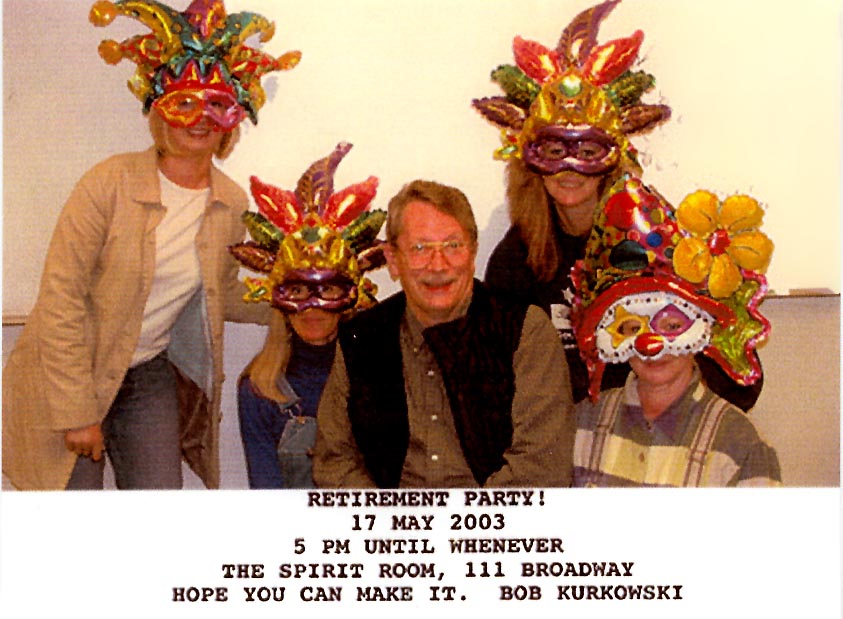 RETIREMENT PARTY!
17 MAY 2003
5 PM UNTIL WHENEVER
THE SPIRIT ROOM, 111 BROADWAY
HOPE YOU CAN MAKE IT.  BOB KURKOWSKI